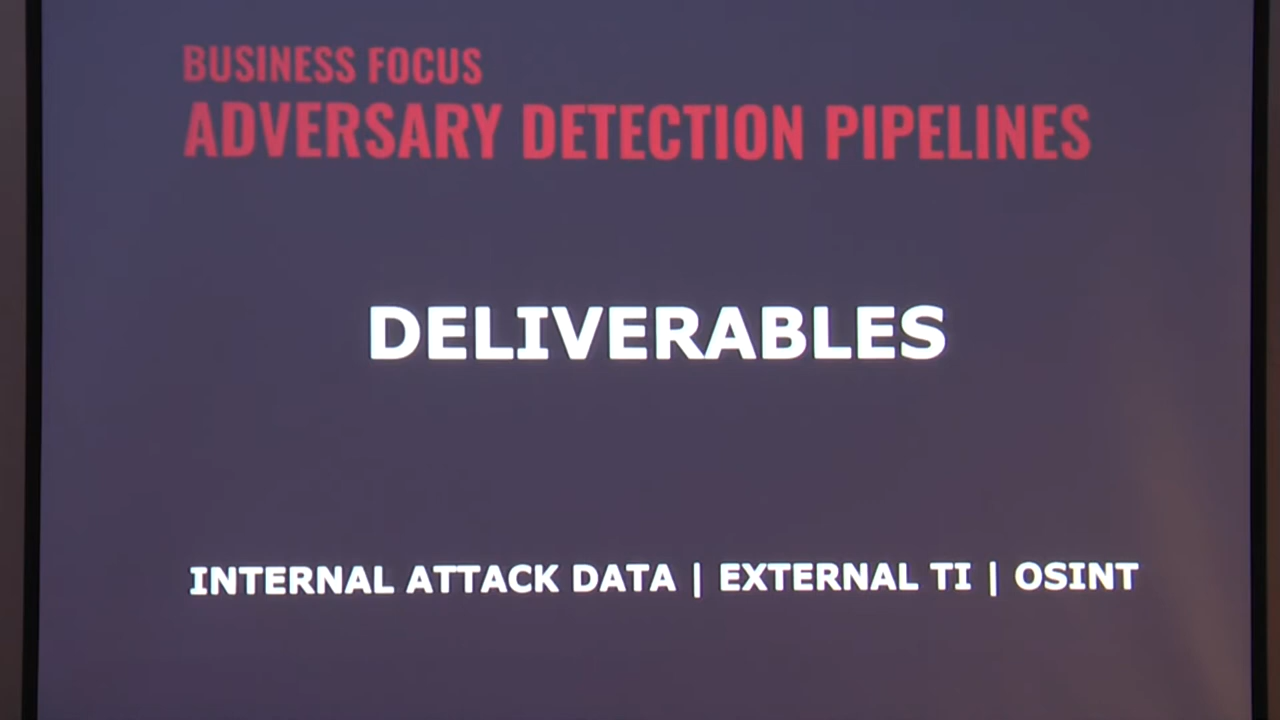 BUSINESS FOCUS
ADVERSARY DETECTION PIPELINES
DELIVERABLES
INTERNAL ATTACK DATA | EXTERNAL TI | OSINT